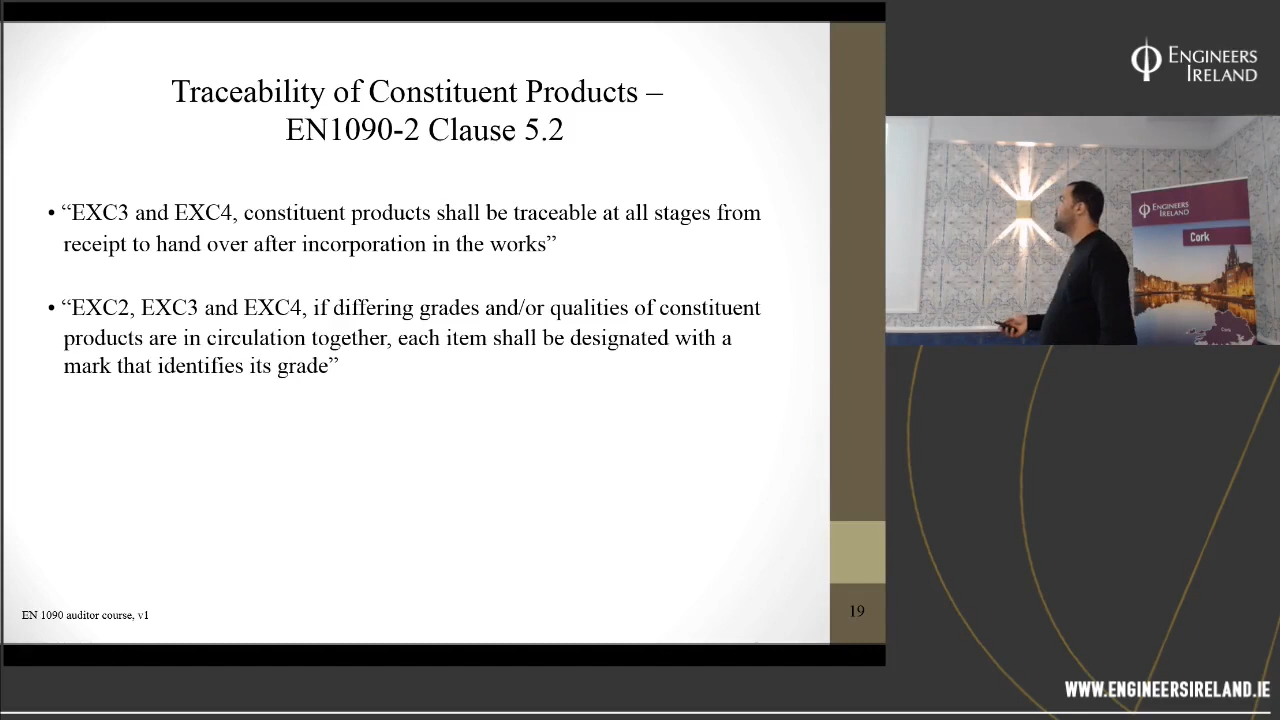 Traceability of Constituent Products –
EN1090-2 Clause 5.2
• “EXC3 and EXC4, constituent products shall be traceable at all stages from
receipt to hand over after incorporation in the works”
• “EXC2, EXC3 and EXC4, if differing grades and/or qualities of constituent
products are in circulation together, each item shall be designated with a
mark that identifies its grade”
EN 1090 auditor course, v1
19
ENGINEERS
IRELAND
ENGINEERS
IRELAND
Cork
WWW.ENGINEERSIRELAND.IE